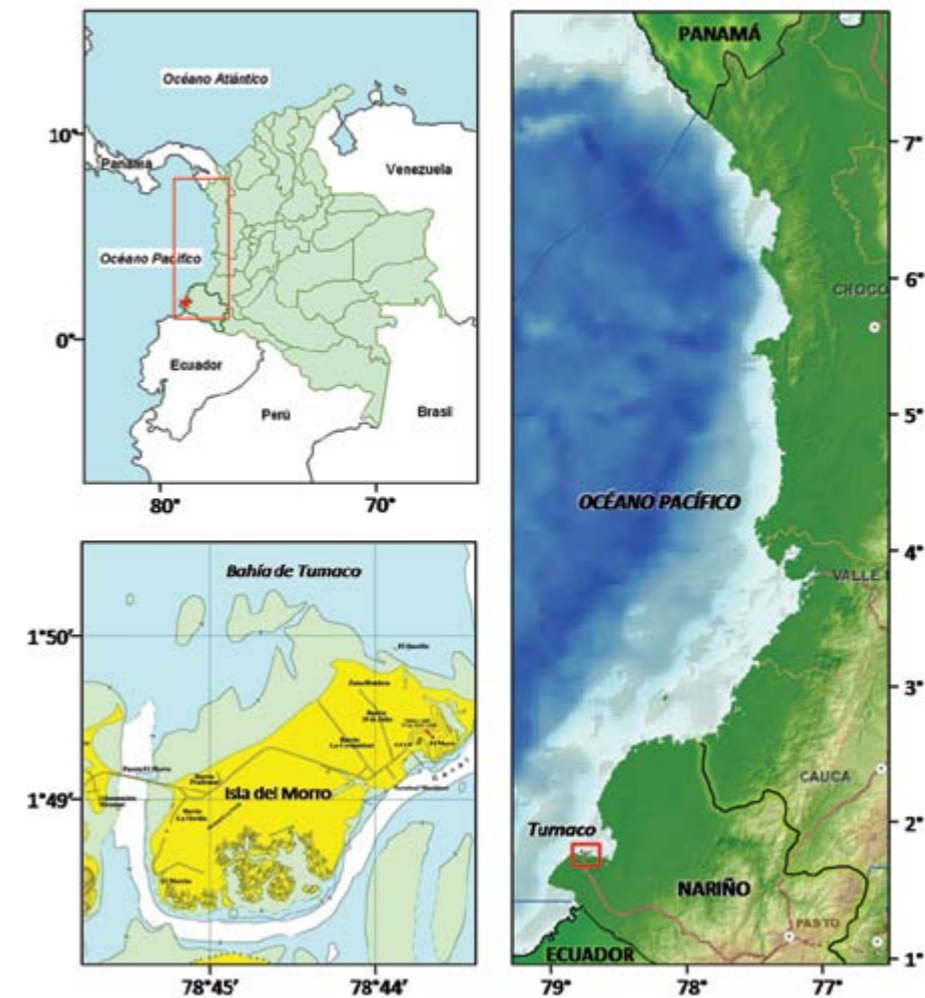 Océano Atlántico
10°
Panamá
Venezuela
Océano Pacífico
0°
Ecuador
Perú
Brasil
80°
70°
Bahía de Tumaco
1°50'
1°49'
Isla del Morro
78°45'
78°44'
PANAMÁ
7°
6°
CHOCO
5°
OCÉANO PACÍFICO
4°
VALLE
3°
CAUCA
2°
Tumaco
NARIÑO
PASTO
ECUADOR
1°
79°
78°
77°